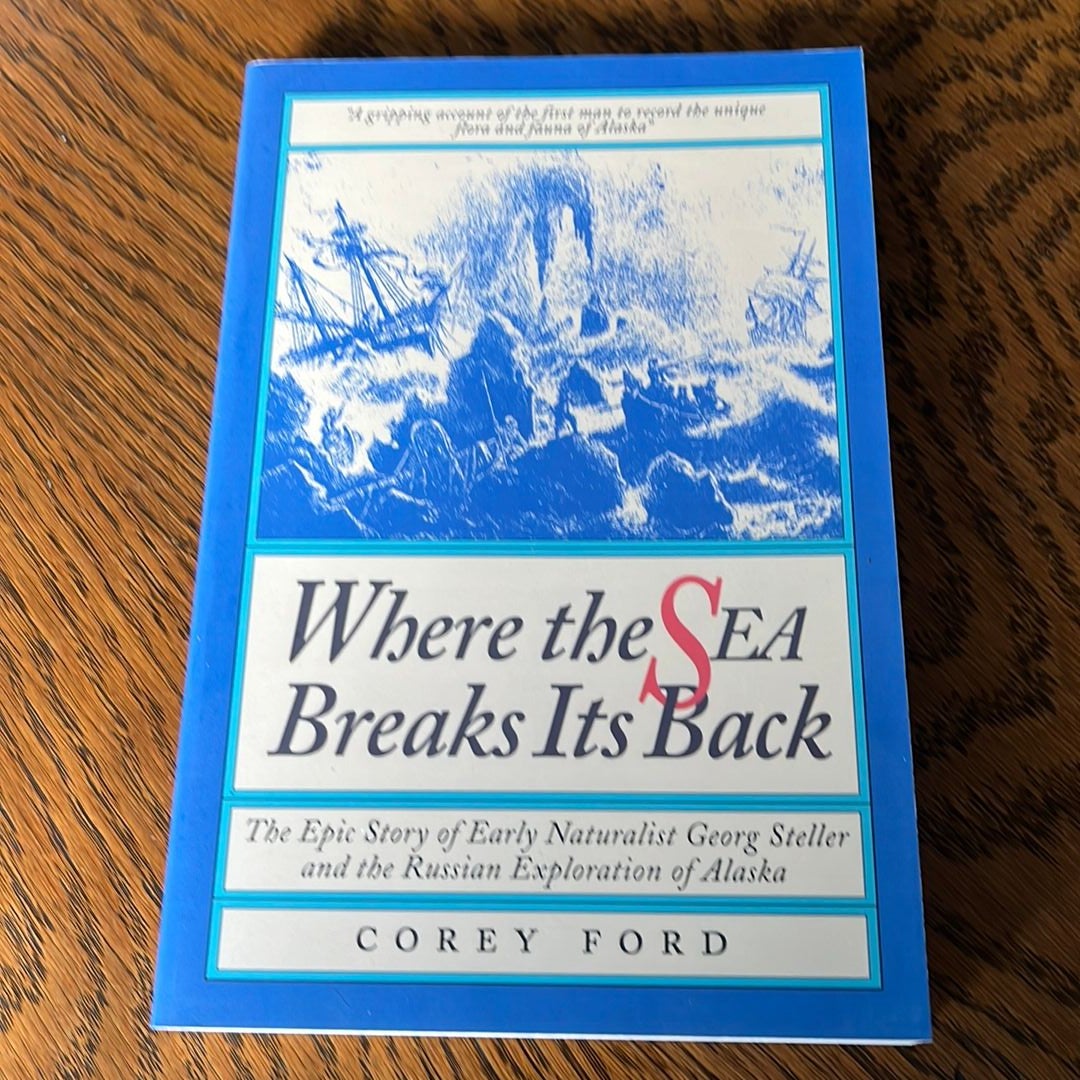 "A gripping account of the first man to record the unique
flora and fauna of Alaska"
Where the SEA
Breaks Its Back
The Epic Story of Early Naturalist Georg Steller
and the Russian Exploration of Alaska
COREY FORD